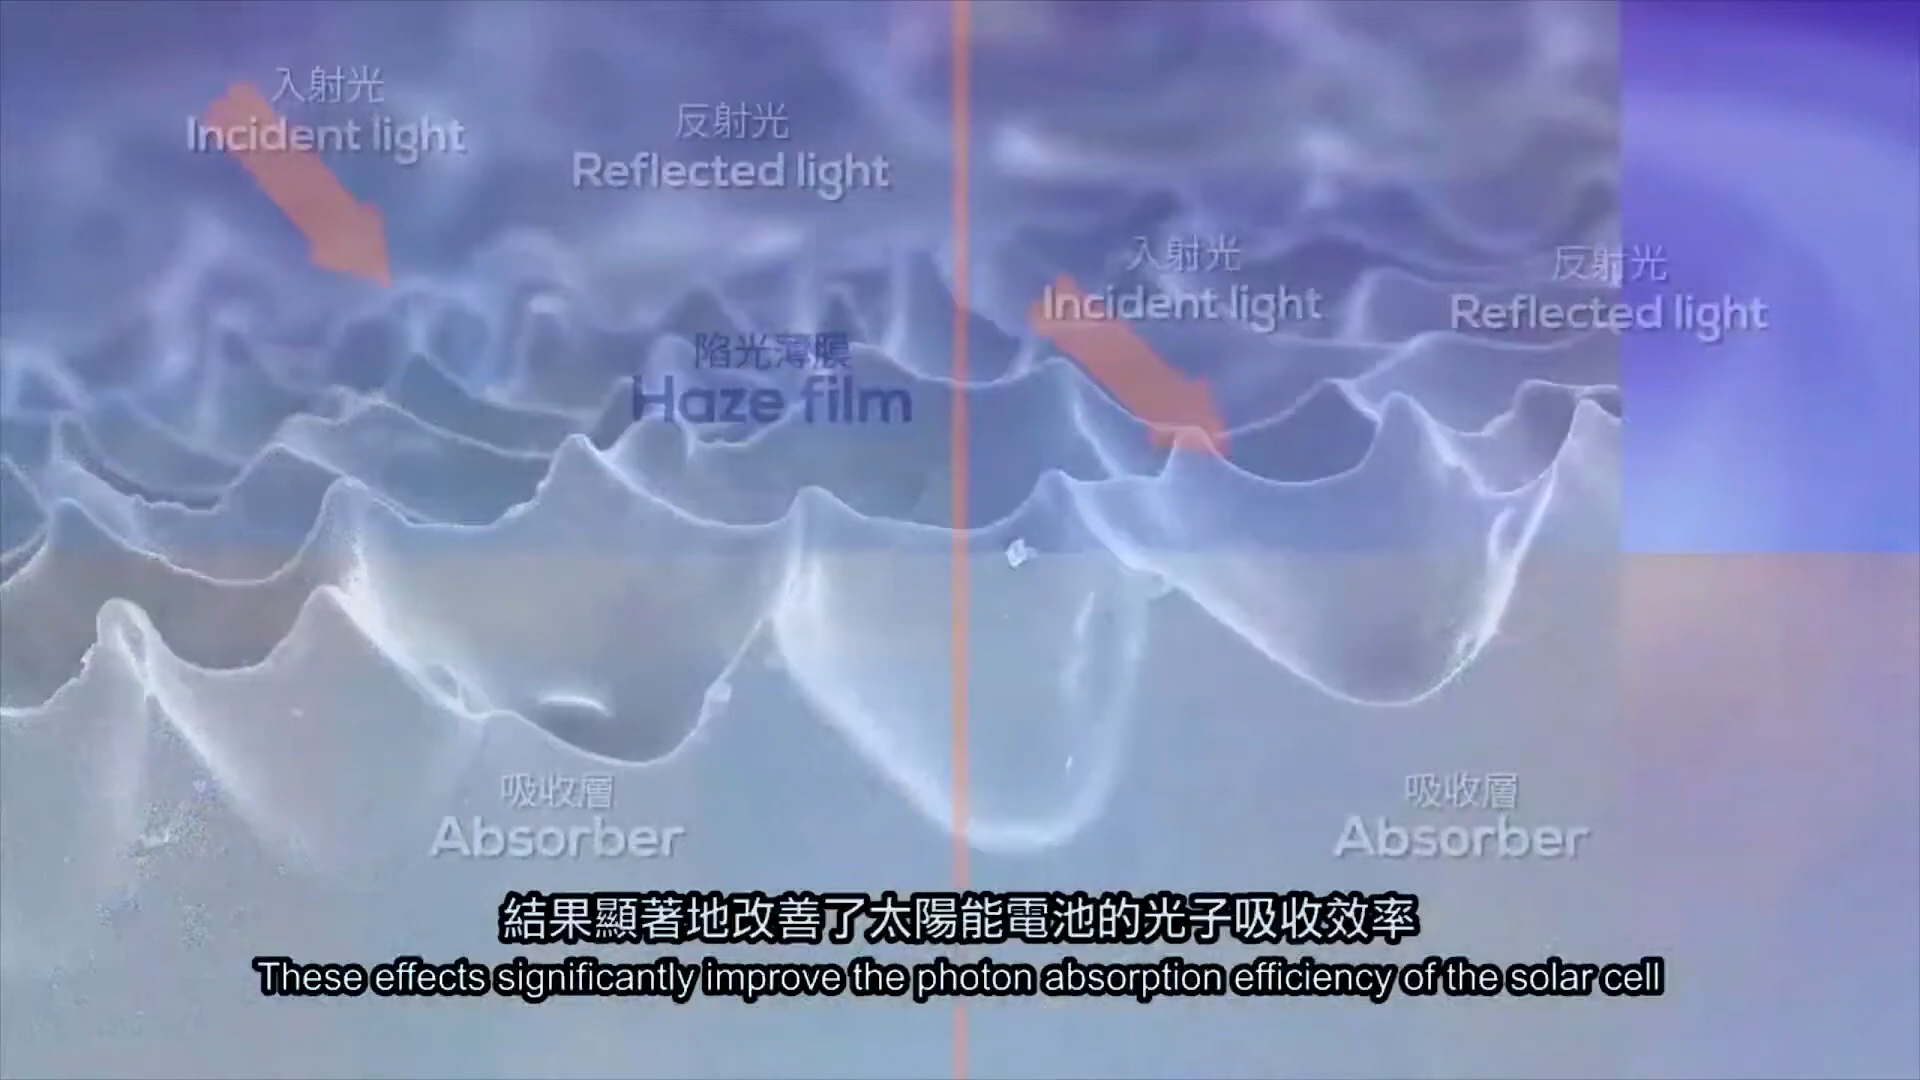 入射光
Incident light
反射光
Reflected light
陷光薄膜
Haze film
入射光
Incident light
反射光
Reflected light
吸收層
Absorber
吸收層
Absorber
結果顯著地改善了太陽能電池的光子吸收效率
These effects significantly improve the photon absorption efficiency of the solar cell